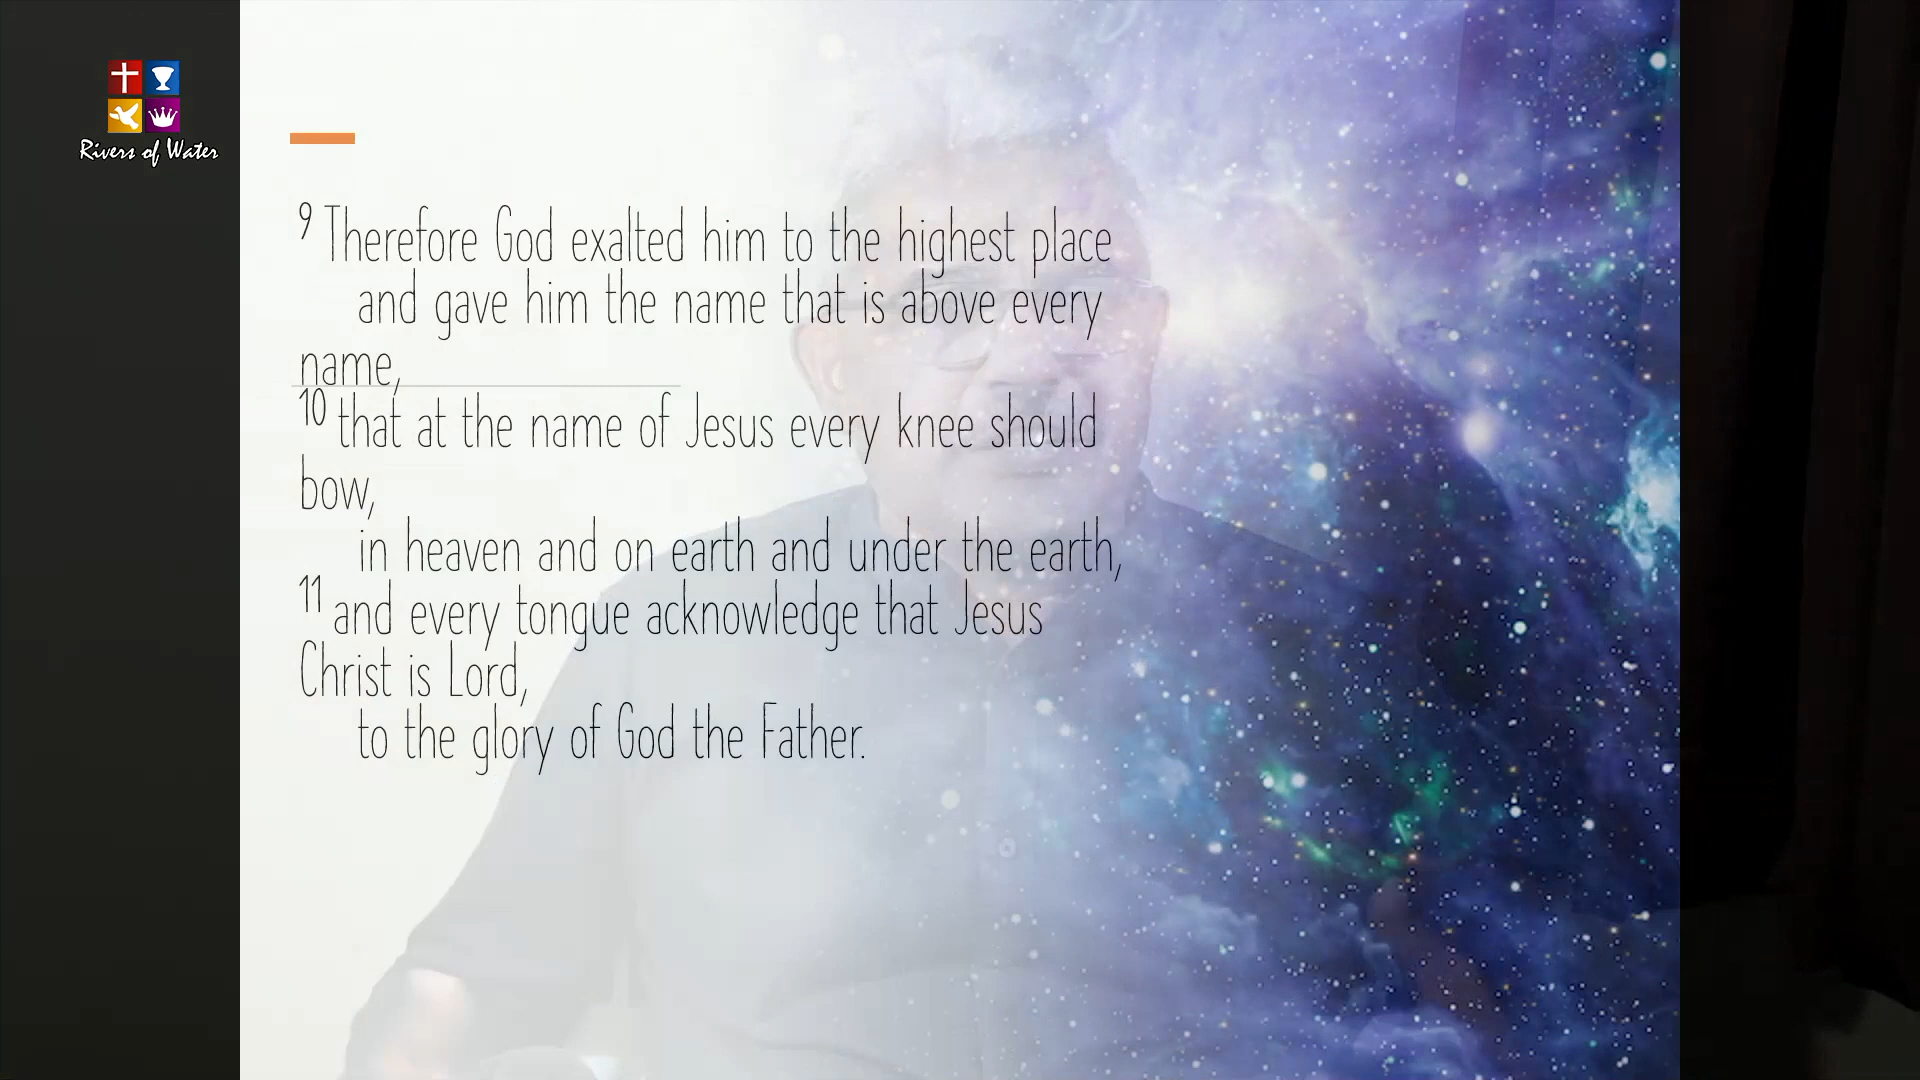 Rivers of Water
9 Therefore God exalted him to the highest place
and gave him the name that is above every
name,
10 that at the name of Jesus every knee should
bow,
in heaven and on earth and under the earth,
11 and every tongue acknowledge that Jesus
Christ is Lord,
to the glory of God the Father.